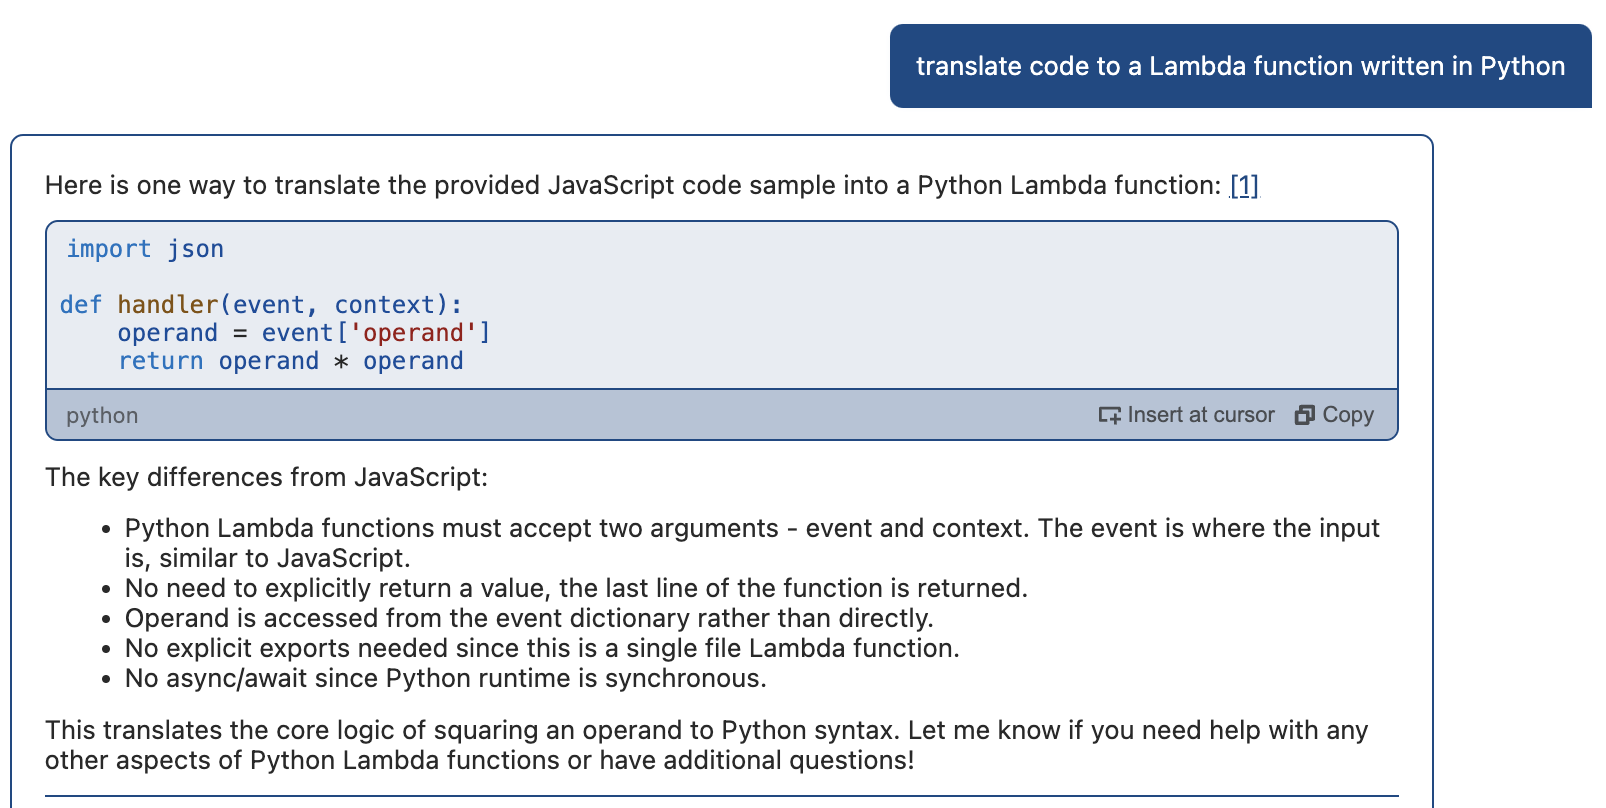 translate code to a Lambda function written in Python
Here is one way to translate the provided JavaScript code sample into a Python Lambda function: [1]
import json
def handler(event, context):
    operand = event['operand']
    return operand * operand
python
Insert at cursor
Copy
The key differences from JavaScript:
• Python Lambda functions must accept two arguments - event and context. The event is where the input
is, similar to JavaScript.
• No need to explicitly return a value, the last line of the function is returned.
• Operand is accessed from the event dictionary rather than directly.
• No explicit exports needed since this is a single file Lambda function.
• No async/await since Python runtime is synchronous.
This translates the core logic of squaring an operand to Python syntax. Let me know if you need help with any
other aspects of Python Lambda functions or have additional questions!